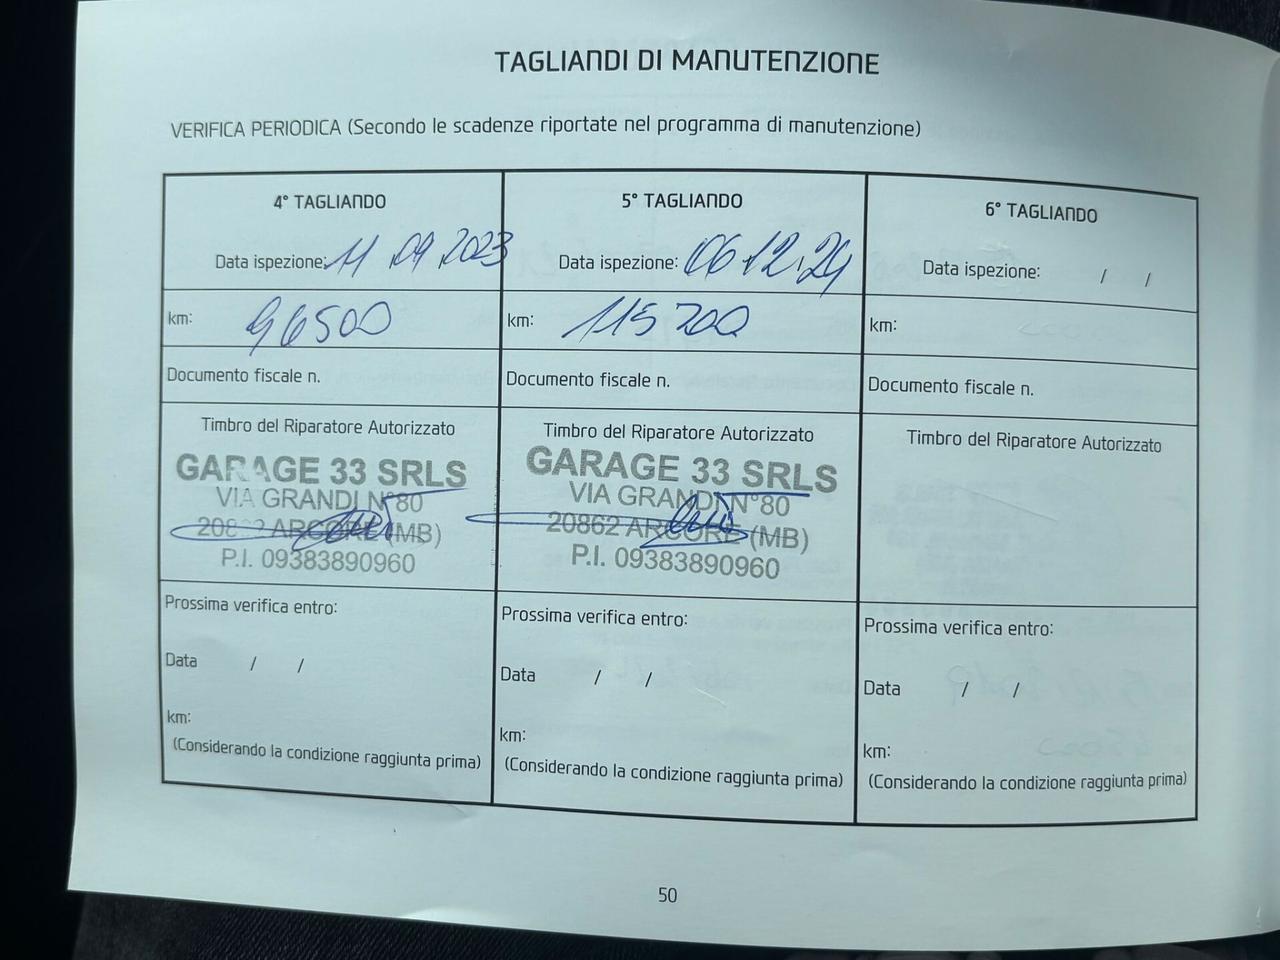 TAGLIANDI DI MANUTENZIONE
VERIFICA PERIODICA (Secondo le scadenze riportate nel programma di manutenzione)
4° TAGLIANDO
Data ispezione: 11.09.2023
km: 96500
Documento fiscale n.
Timbro del Riparatore Autorizzato
GARAGE 33 SRLS
VIA GRANDI N°80
20862 ARCORE (MB)
P.I. 09383890960
Prossima verifica entro:
Data / /
km:
(Considerando la condizione raggiunta prima)
5° TAGLIANDO
Data ispezione: 06.12.24
km: 115200
Documento fiscale n.
Timbro del Riparatore Autorizzato
GARAGE 33 SRLS
VIA GRANDI N°80
20862 ARCORE (MB)
P.I. 09383890960
Prossima verifica entro:
Data / /
km:
(Considerando la condizione raggiunta prima)
6° TAGLIANDO
Data ispezione: / /
km:
Documento fiscale n.
Timbro del Riparatore Autorizzato
Prossima verifica entro:
Data / /
km:
(Considerando la condizione raggiunta prima)
50